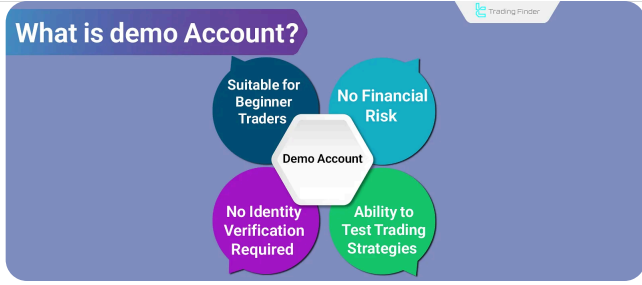 What is demo Account?
Trading Finder
Suitable for
Beginner
Traders
No Financial
Risk
Demo Account
No Identity
Verification
Required
Ability to
Test Trading
Strategies